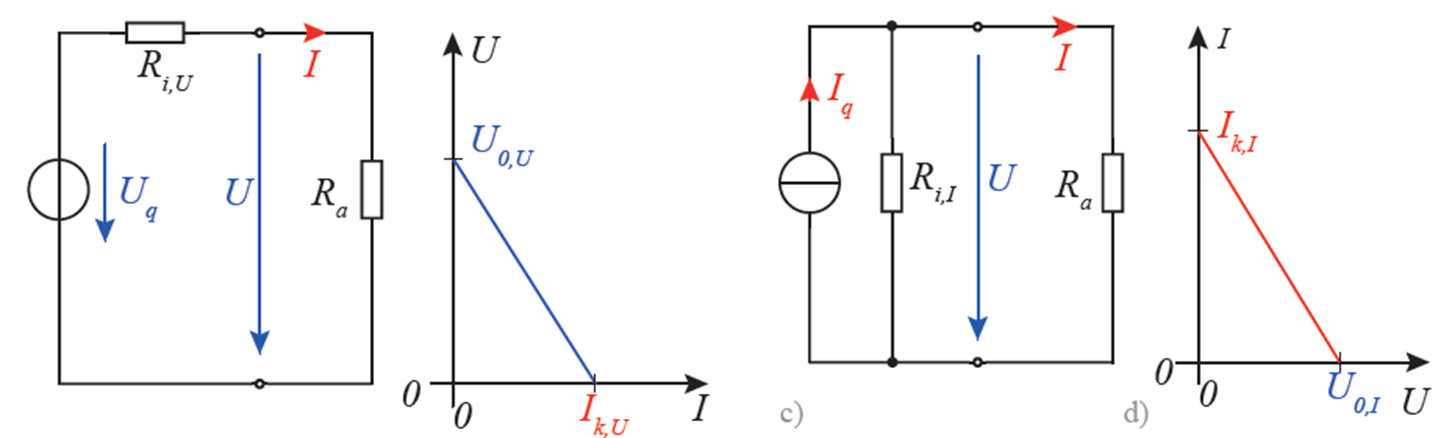 R_{i,U}
I
U_q
U
R_a
U
U_{0,U}
0
0
I_{k,U}
I
I_q
R_{i,I}
U
I
R_a
c)
I
I_{k,I}
0
0
U_{0,I}
U
d)